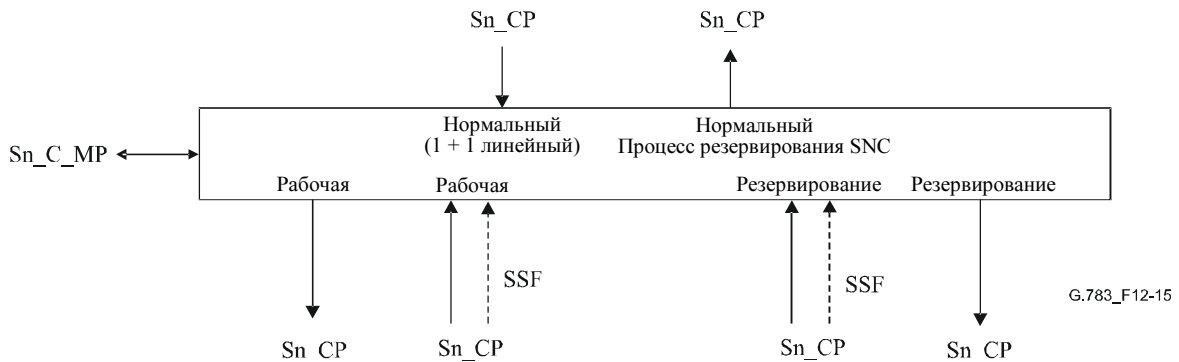 Sn_CP
Sn_CP
Нормальный
(1 + 1 линейный)
Нормальный
Процесс резервирования SNC
Sn_C_MP
Рабочая
Рабочая
Резервирование
Резервирование
SSF
SSF
G.783_F12-15
Sn_CP
Sn_CP
Sn_CP
Sn_CP